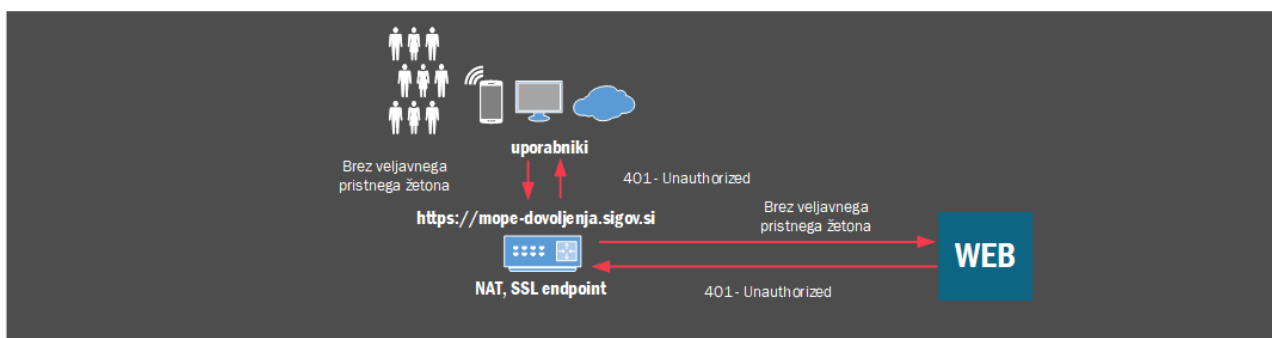 uporabniki
Brez veljavnega
pristnega žetona
401 - Unauthorized
https://mope-dovoljenja.sigov.si
Brez veljavnega
pristnega žetona
WEB
NAT, SSL endpoint
401 - Unauthorized